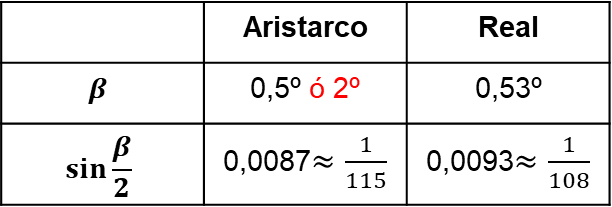 Aristarco Real
β 0,5º ó 2º 0,53º
sin β/2 0,0087≈ 1/115 0,0093≈ 1/108